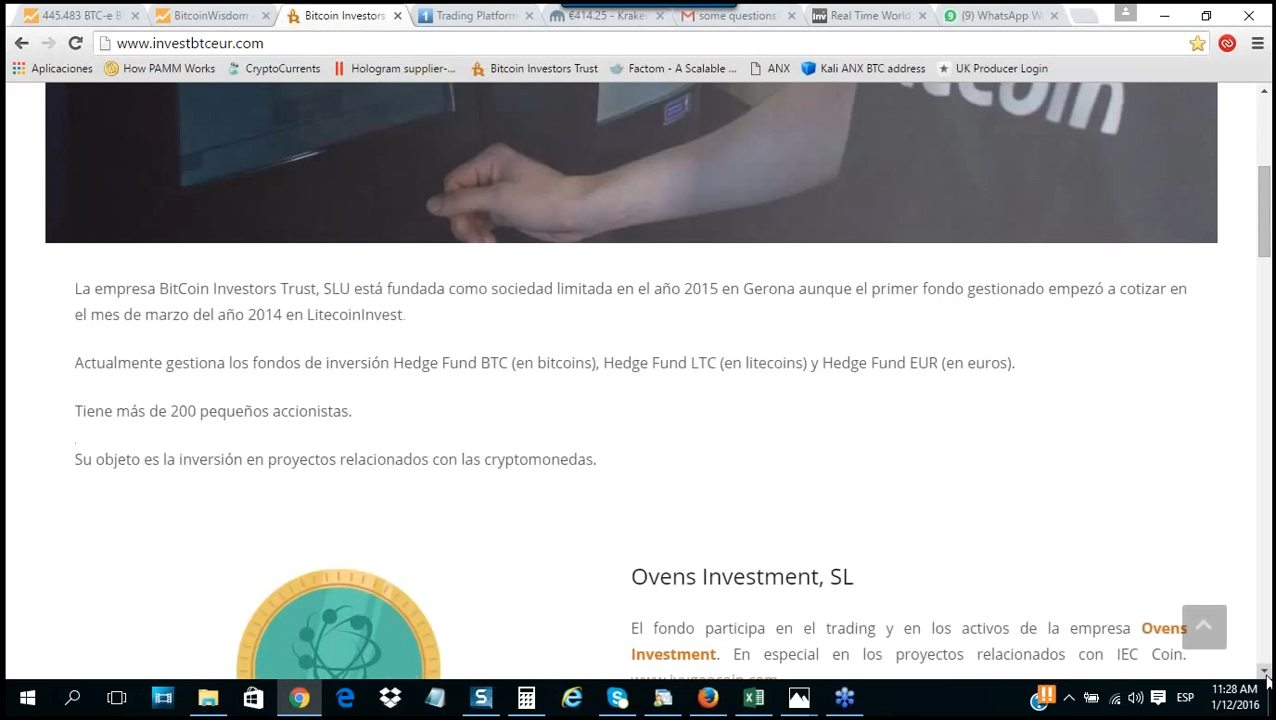 445.483 BTC-e B
BitcoinWisdom
Bitcoin Investors
Trading Platform
€414.25 - Kraken
some questions
Real Time World
(9) WhatsApp W
www.investbtceur.com
Aplicaciones
How PAMM Works
CryptoCurrents
Hologram supplier-...
Bitcoin Investors Trust
Factom - A Scalable ...
ANX
Kali ANX BTC address
UK Producer Login
La empresa BitCoin Investors Trust, SLU está fundada como sociedad limitada en el año 2015 en Gerona aunque el primer fondo gestionado empezó a cotizar en
el mes de marzo del año 2014 en LitecoinInvest.
Actualmente gestiona los fondos de inversión Hedge Fund BTC (en bitcoins), Hedge Fund LTC (en litecoins) y Hedge Fund EUR (en euros).
Tiene más de 200 pequeños accionistas.
.
Su objeto es la inversión en proyectos relacionados con las cryptomonedas.
Ovens Investment, SL
El fondo participa en el trading y en los activos de la empresa Ovens
Investment. En especial en los proyectos relacionados con IEC Coin.
ESP
11:28 AM
1/12/2016